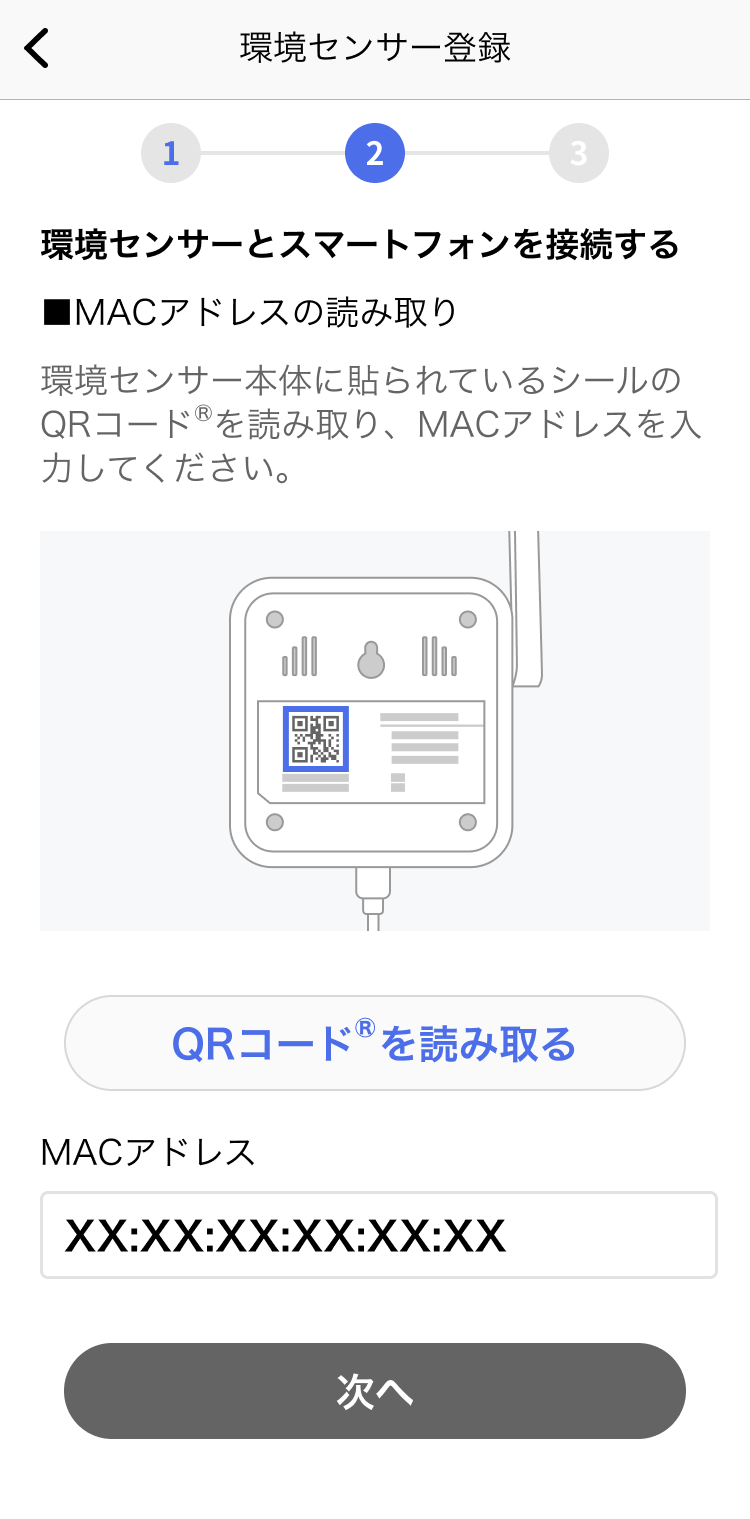 環境センサー登録
1
2
3
環境センサーとスマートフォンを接続する
■MACアドレスの読み取り
環境センサー本体に貼られているシールの
QRコード®を読み取り、MACアドレスを入
力してください。
QRコード®を読み取る
MACアドレス
XX:XX:XX:XX:XX:XX
次へ